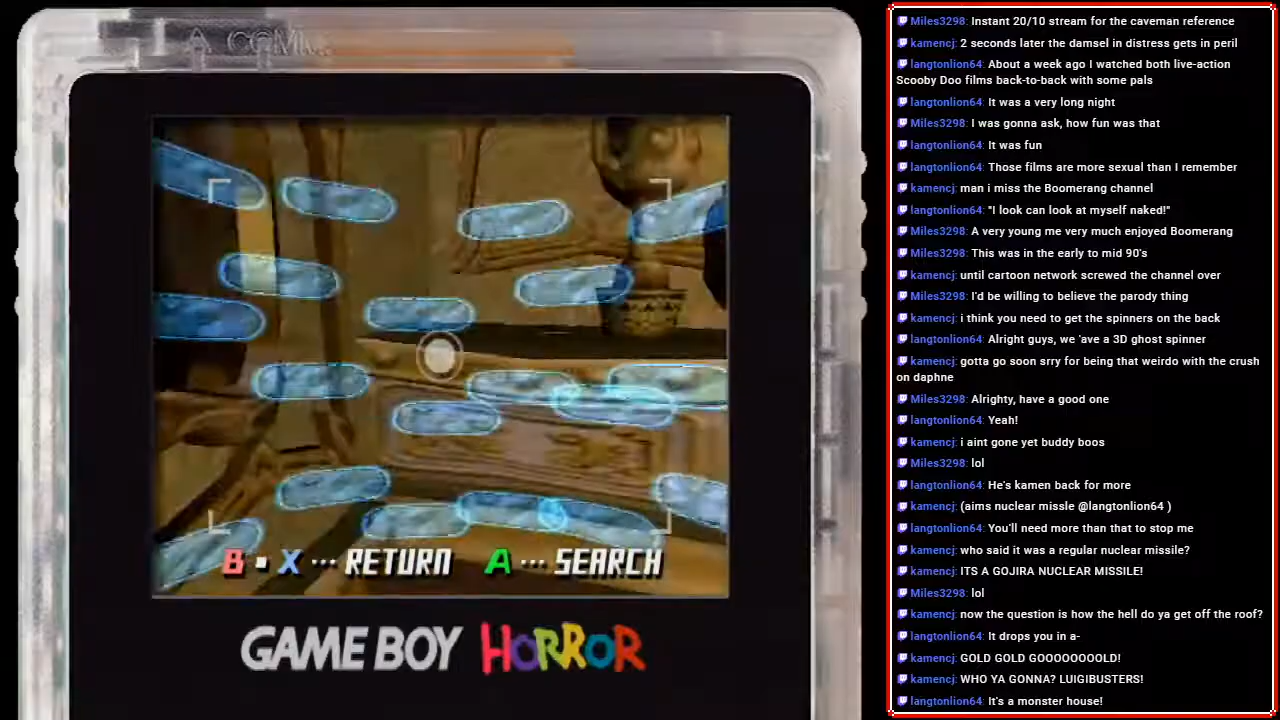 A COMM
B · X ··· RETURN A ··· SEARCH
GAME BOY HORROR
Miles3298: Instant 20/10 stream for the caveman reference
kamencj: 2 seconds later the damsel in distress gets in peril
langtonlion64: About a week ago I watched both live-action
Scooby Doo films back-to-back with some pals
langtonlion64: It was a very long night
Miles3298: I was gonna ask, how fun was that
langtonlion64: It was fun
langtonlion64: Those films are more sexual than I remember
kamencj: man i miss the Boomerang channel
langtonlion64: "I look can look at myself naked!"
Miles3298: A very young me very much enjoyed Boomerang
Miles3298: This was in the early to mid 90's
kamencj: until cartoon network screwed the channel over
Miles3298: I'd be willing to believe the parody thing
kamencj: i think you need to get the spinners on the back
langtonlion64: Alright guys, we 'ave a 3D ghost spinner
kamencj: gotta go soon srry for being that weirdo with the crush
on daphne
Miles3298: Alrighty, have a good one
langtonlion64: Yeah!
kamencj: i aint gone yet buddy boos
Miles3298: lol
langtonlion64: He's kamen back for more
kamencj: (aims nuclear missle @langtonlion64 )
langtonlion64: You'll need more than that to stop me
kamencj: who said it was a regular nuclear missile?
kamencj: ITS A GOJIRA NUCLEAR MISSILE!
Miles3298: lol
kamencj: now the question is how the hell do ya get off the roof?
langtonlion64: It drops you in a-
kamencj: GOLD GOLD GOOOOOOOOLD!
kamencj: WHO YA GONNA? LUIGIBUSTERS!
langtonlion64: It's a monster house!